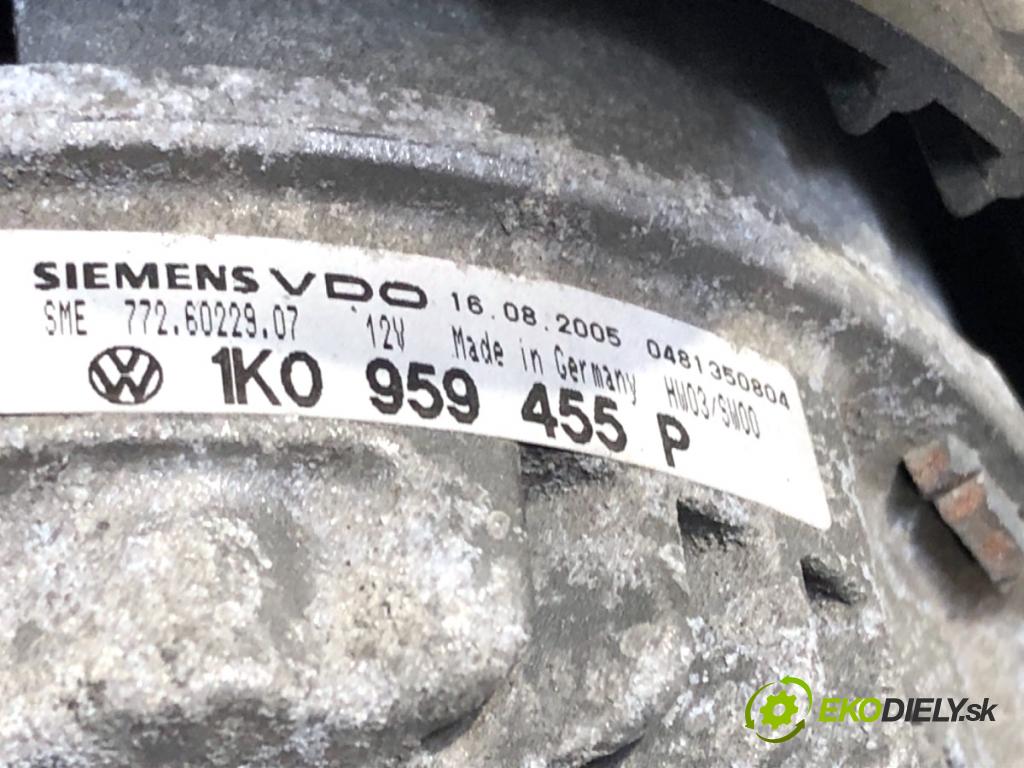 SIEMENS VDO 16.08.2005 0481350804
SME 772.60229.07 12V Made in Germany HW03/SW00
VW 1K0 959 455 P
EKODIELY.sk